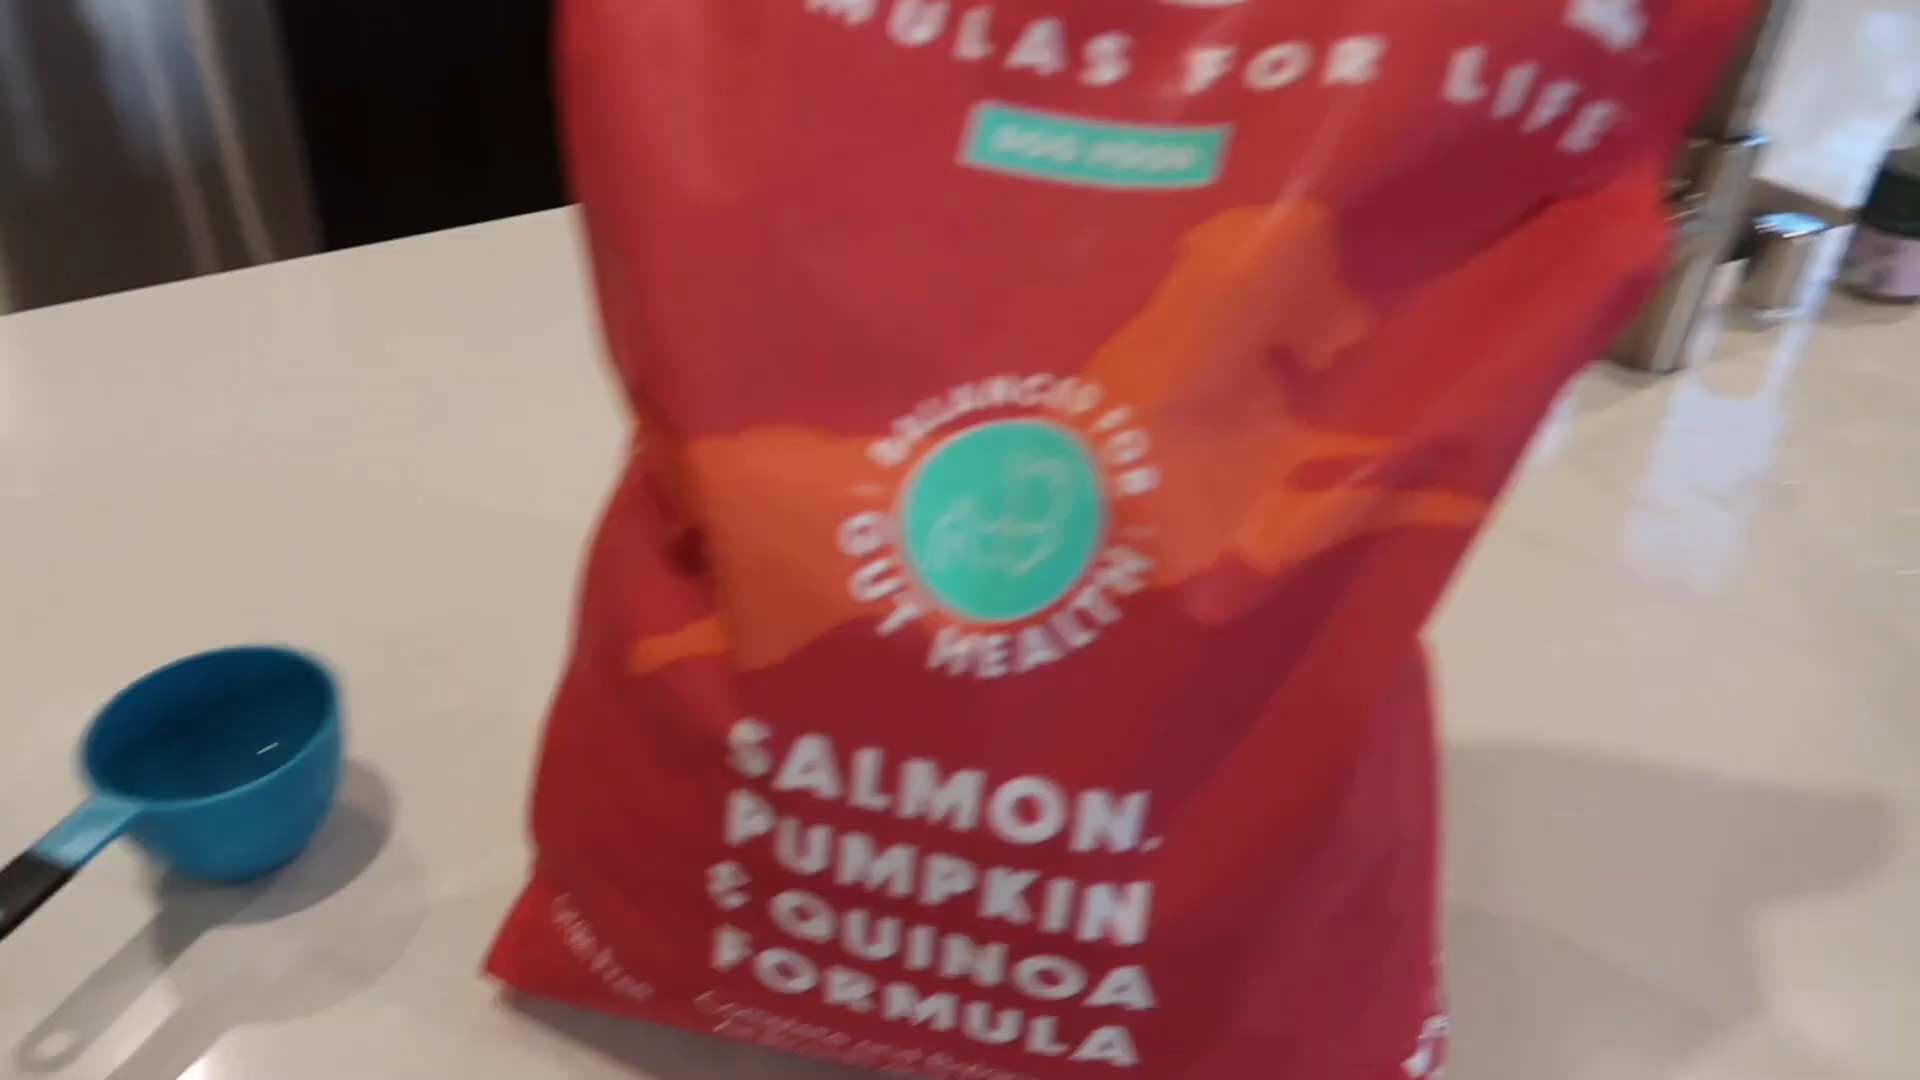 MULAS FOR LIFE
DOG FOOD
BALANCED FOR
GUT HEALTH
SALMON,
PUMPKIN
& QUINOA
FORMULA